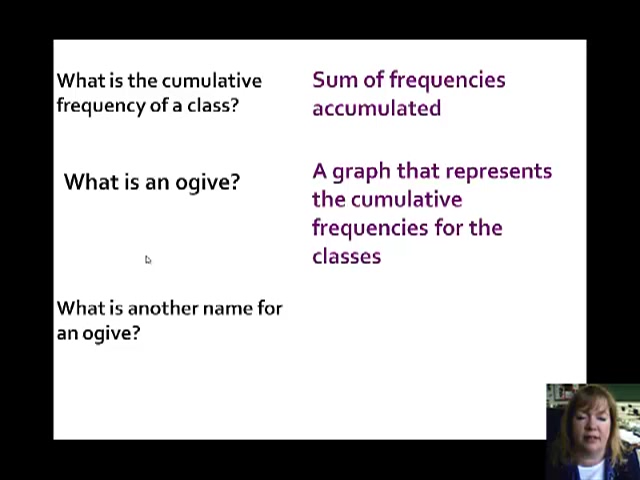 What is the cumulative
frequency of a class?
Sum of frequencies
accumulated
What is an ogive?
A graph that represents
the cumulative
frequencies for the
classes
What is another name for
an ogive?